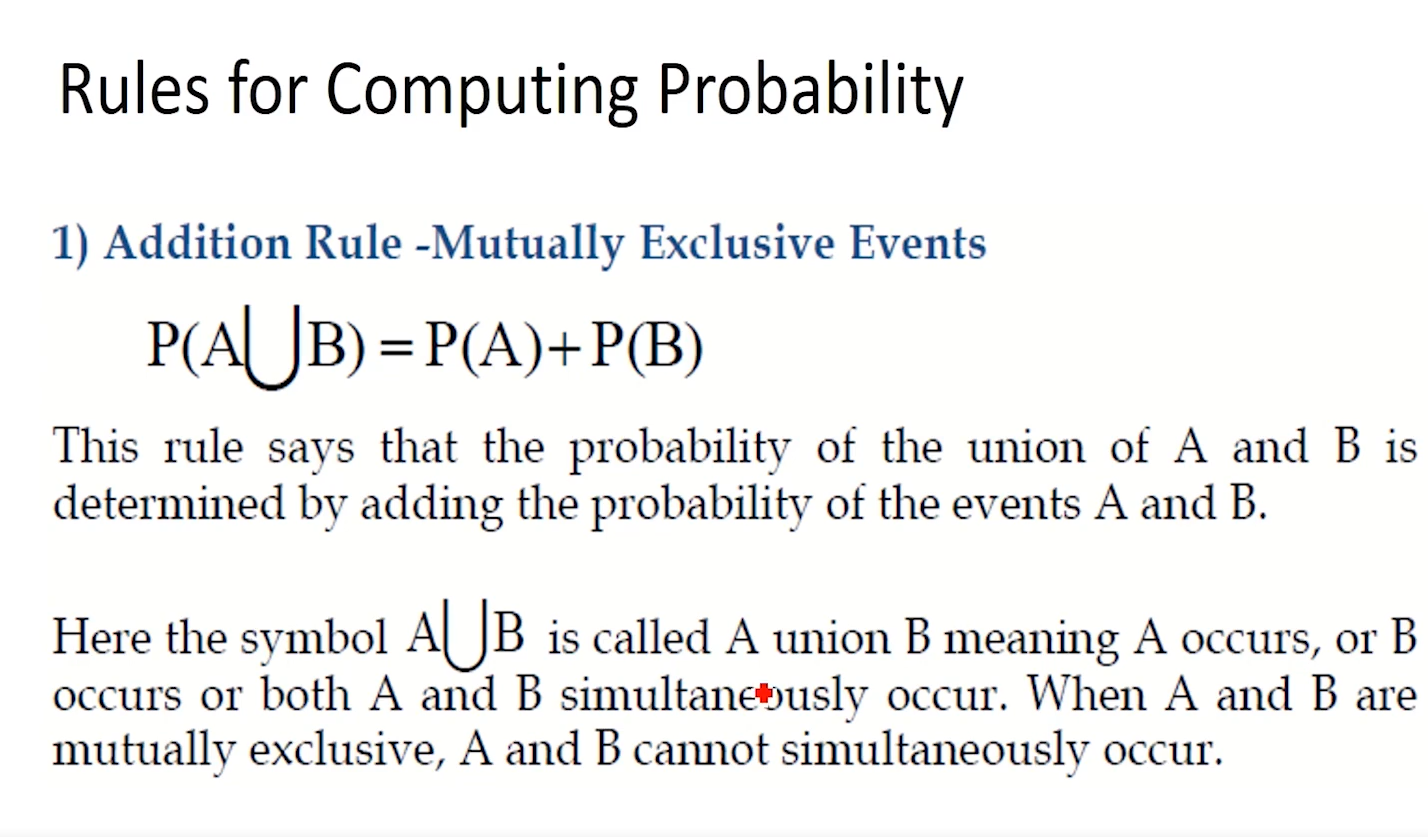 Rules for Computing Probability
1) Addition Rule -Mutually Exclusive Events
P(A⋃B) = P(A)+P(B)
This rule says that the probability of the union of A and B is
determined by adding the probability of the events A and B.
Here the symbol A⋃B is called A union B meaning A occurs, or B
occurs or both A and B simultaneously occur. When A and B are
mutually exclusive, A and B cannot simultaneously occur.